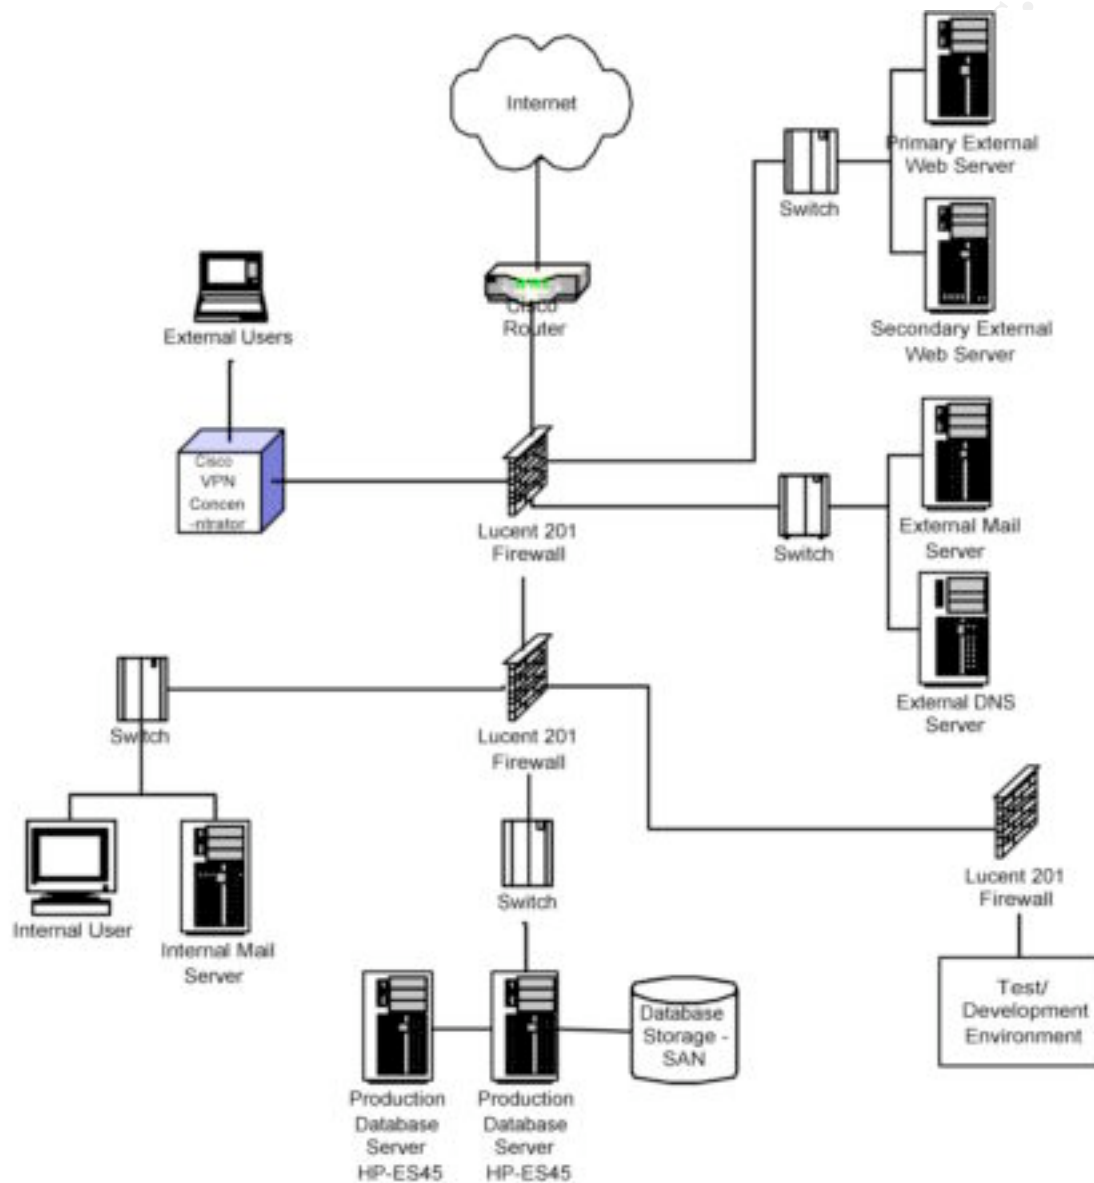 Internet
Primary External
Web Server
Switch
Cisco
Router
External Users
Secondary External
Web Server
Cisco
VPN
Concen
-ntrator
Lucent 201
Firewall
Switch
External Mail
Server
External DNS
Server
Switch
Lucent 201
Firewall
Internal User
Internal Mail
Server
Switch
Lucent 201
Firewall
Test/
Development
Environment
Database
Storage -
SAN
Production
Database
Server
HP-ES45
Production
Database
Server
HP-ES45